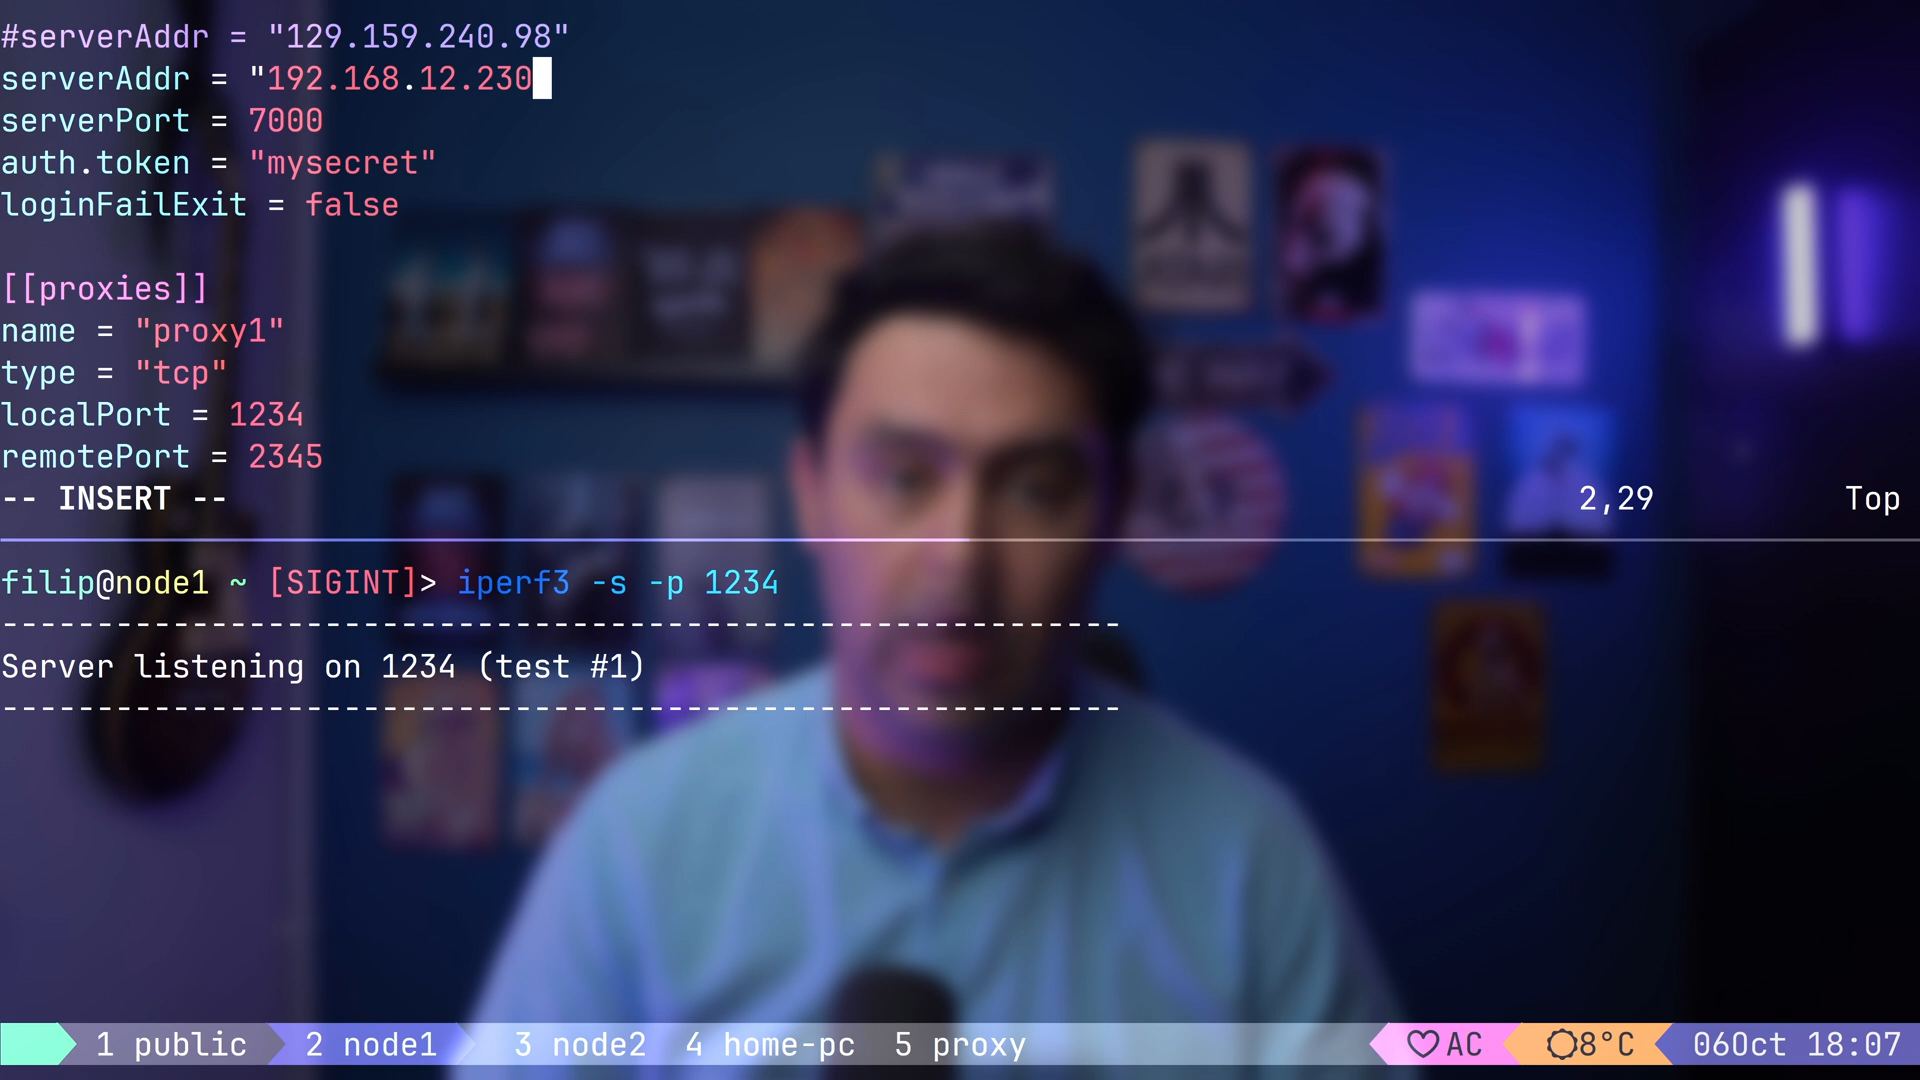 #serverAddr = "129.159.240.98"
serverAddr = "192.168.12.230
serverPort = 7000
auth.token = "mysecret"
loginFailExit = false
[[proxies]]
name = "proxy1"
type = "tcp"
localPort = 1234
remotePort = 2345
-- INSERT -- 2,29 Top
filip@node1 ~ [SIGINT]> iperf3 -s -p 1234
-----------------------------------------------------------
Server listening on 1234 (test #1)
-----------------------------------------------------------
1 public 2 node1 3 node2 4 home-pc 5 proxy AC 8°C 06Oct 18:07